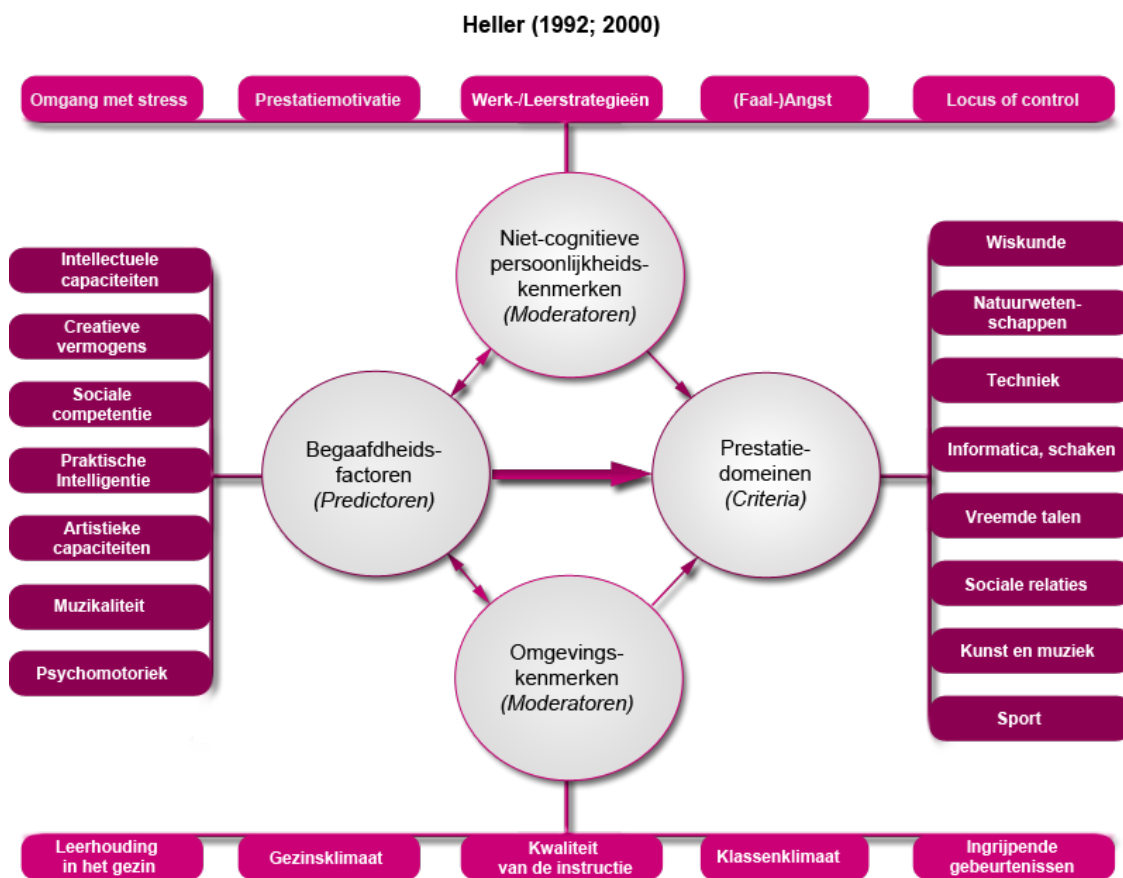 Heller (1992; 2000)
Omgang met stress
Prestatiemotivatie
Werk-/Leerstrategieën
(Faal-)Angst
Locus of control
Niet-cognitieve
persoonlijkheids-
kenmerken
(Moderatoren)
Intellectuele
capaciteiten
Creatieve
vermogens
Sociale
competentie
Praktische
Intelligentie
Artistieke
capaciteiten
Muzikaliteit
Psychomotoriek
Begaafdheids-
factoren
(Predictoren)
Prestatie-
domeinen
(Criteria)
Wiskunde
Natuurweten-
schappen
Techniek
Informatica, schaken
Vreemde talen
Sociale relaties
Kunst en muziek
Sport
Omgevings-
kenmerken
(Moderatoren)
Leerhouding
in het gezin
Gezinsklimaat
Kwaliteit
van de instructie
Klassenklimaat
Ingrijpende
gebeurtenissen